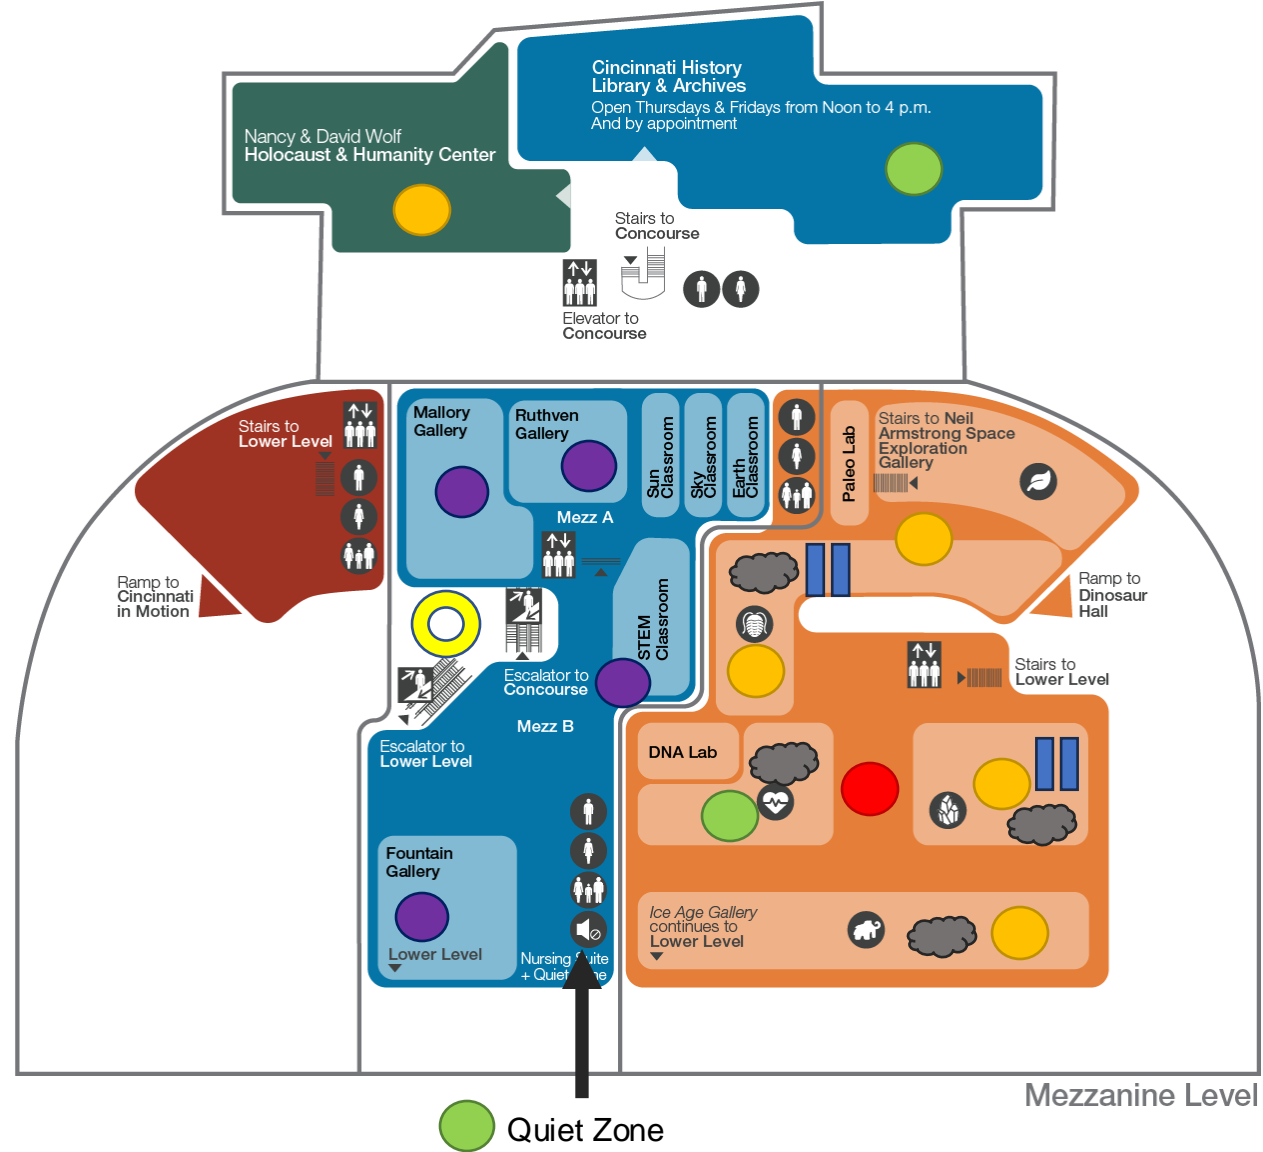 Cincinnati History
Library & Archives
Open Thursdays & Fridays from Noon to 4 p.m.
And by appointment
Nancy & David Wolf
Holocaust & Humanity Center
Stairs to
Concourse
Elevator to
Concourse
Stairs to
Lower Level
Ramp to
Cincinnati
in Motion
Mallory
Gallery
Ruthven
Gallery
Sun
Classroom
Sky
Classroom
Earth
Classroom
Mezz A
STEM
Classroom
Escalator to
Concourse
Mezz B
Escalator to
Lower Level
Fountain
Gallery
Lower Level
Nursing Suite
+ Quiet
Paleo Lab
Stairs to Neil
Armstrong Space
Exploration
Gallery
Ramp to
Dinosaur
Hall
Stairs to
Lower Level
DNA Lab
Ice Age Gallery
continues to
Lower Level
Mezzanine Level
Quiet Zone